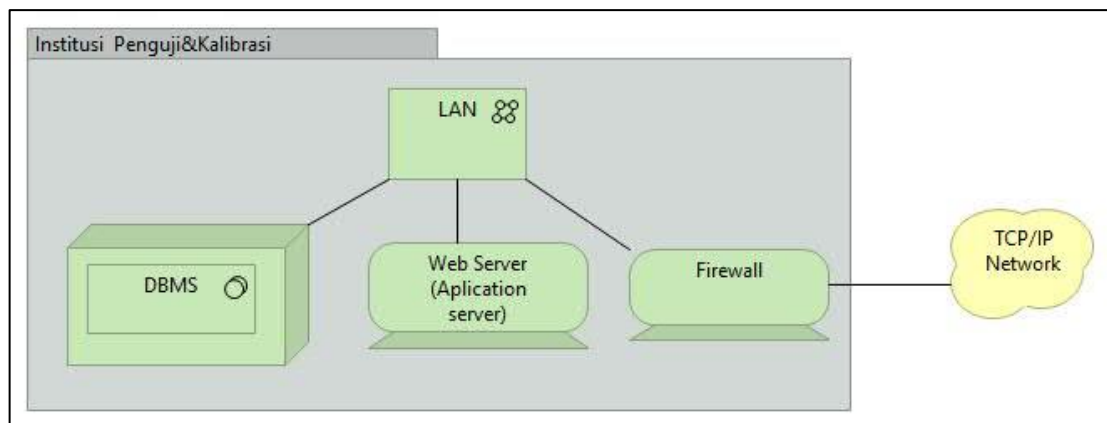 Institusi Penguji&Kalibrasi
LAN
DBMS
Web Server
(Aplication
server)
Firewall
TCP/IP
Network